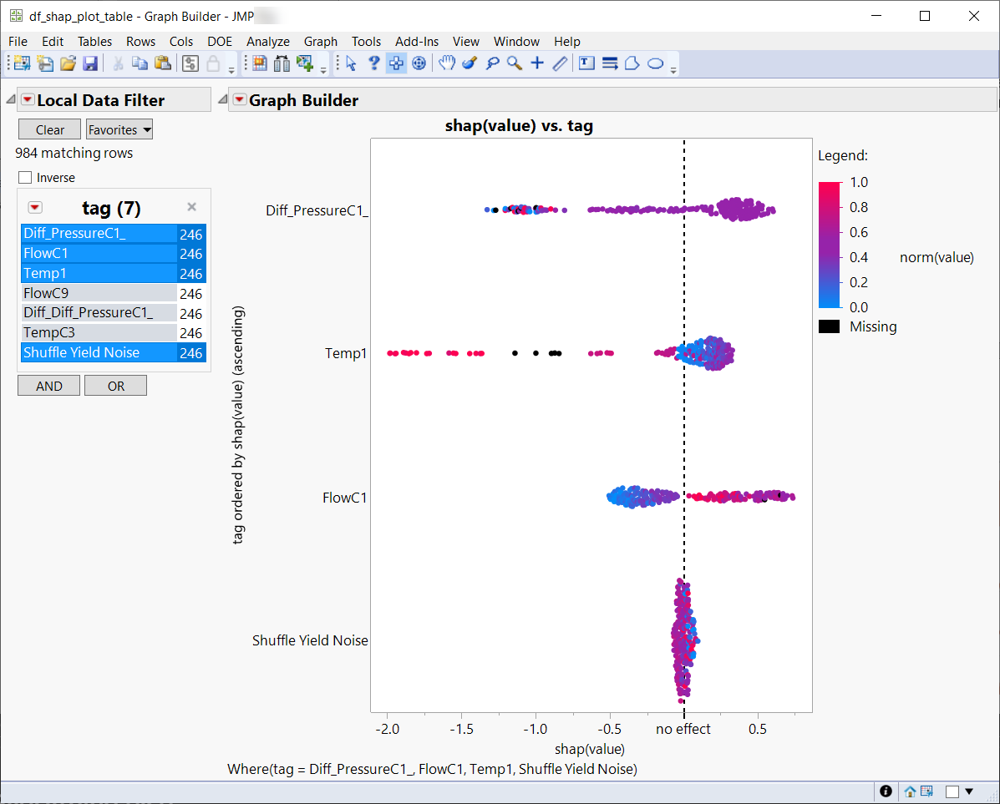 df_shap_plot_table - Graph Builder - JMP
File Edit Tables Rows Cols DOE Analyze Graph Tools Add-Ins View Window Help
Local Data Filter
Clear Favorites
984 matching rows
Inverse
tag (7)
Diff_PressureC1_ 246
FlowC1 246
Temp1 246
FlowC9 246
Diff_Diff_PressureC1_ 246
TempC3 246
Shuffle Yield Noise 246
AND OR
Graph Builder
shap(value) vs. tag
tag ordered by shap(value) (ascending)
Diff_PressureC1_
Temp1
FlowC1
Shuffle Yield Noise
-2.0 -1.5 -1.0 -0.5 no effect 0.5
shap(value)
Legend:
1.0
0.8
0.6
0.4
0.2
0.0
norm(value)
Missing
Where(tag = Diff_PressureC1_, FlowC1, Temp1, Shuffle Yield Noise)